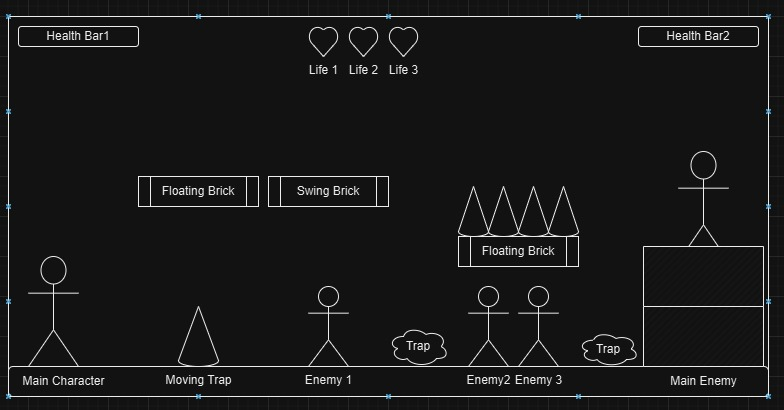 Health Bar1
Health Bar2
Life 1 Life 2 Life 3
Floating Brick
Swing Brick
Floating Brick
Trap
Trap
Main Character
Moving Trap
Enemy 1
Enemy2 Enemy 3
Main Enemy